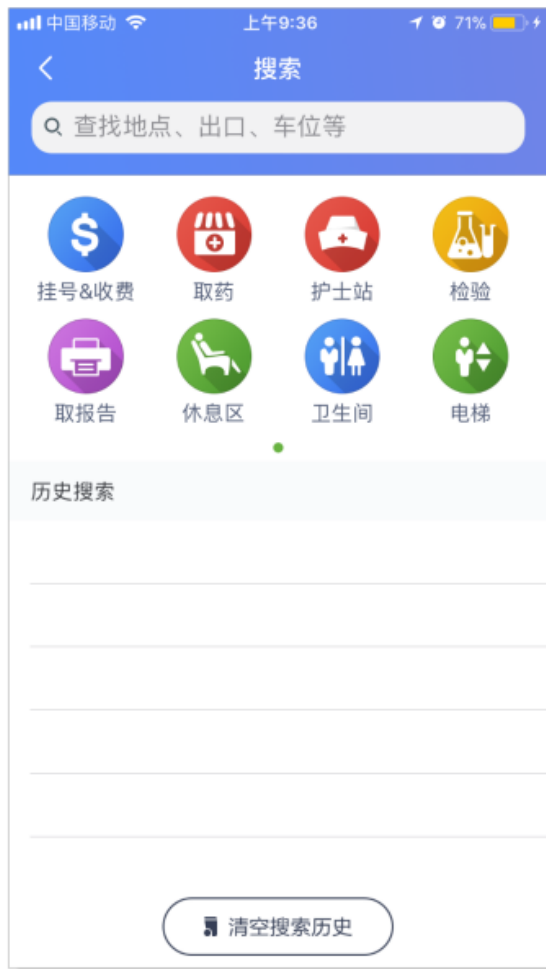 中国移动 上午9:36 71%
搜索
查找地点、出口、车位等
挂号&收费 取药 护士站 检验
取报告 休息区 卫生间 电梯
历史搜索
清空搜索历史